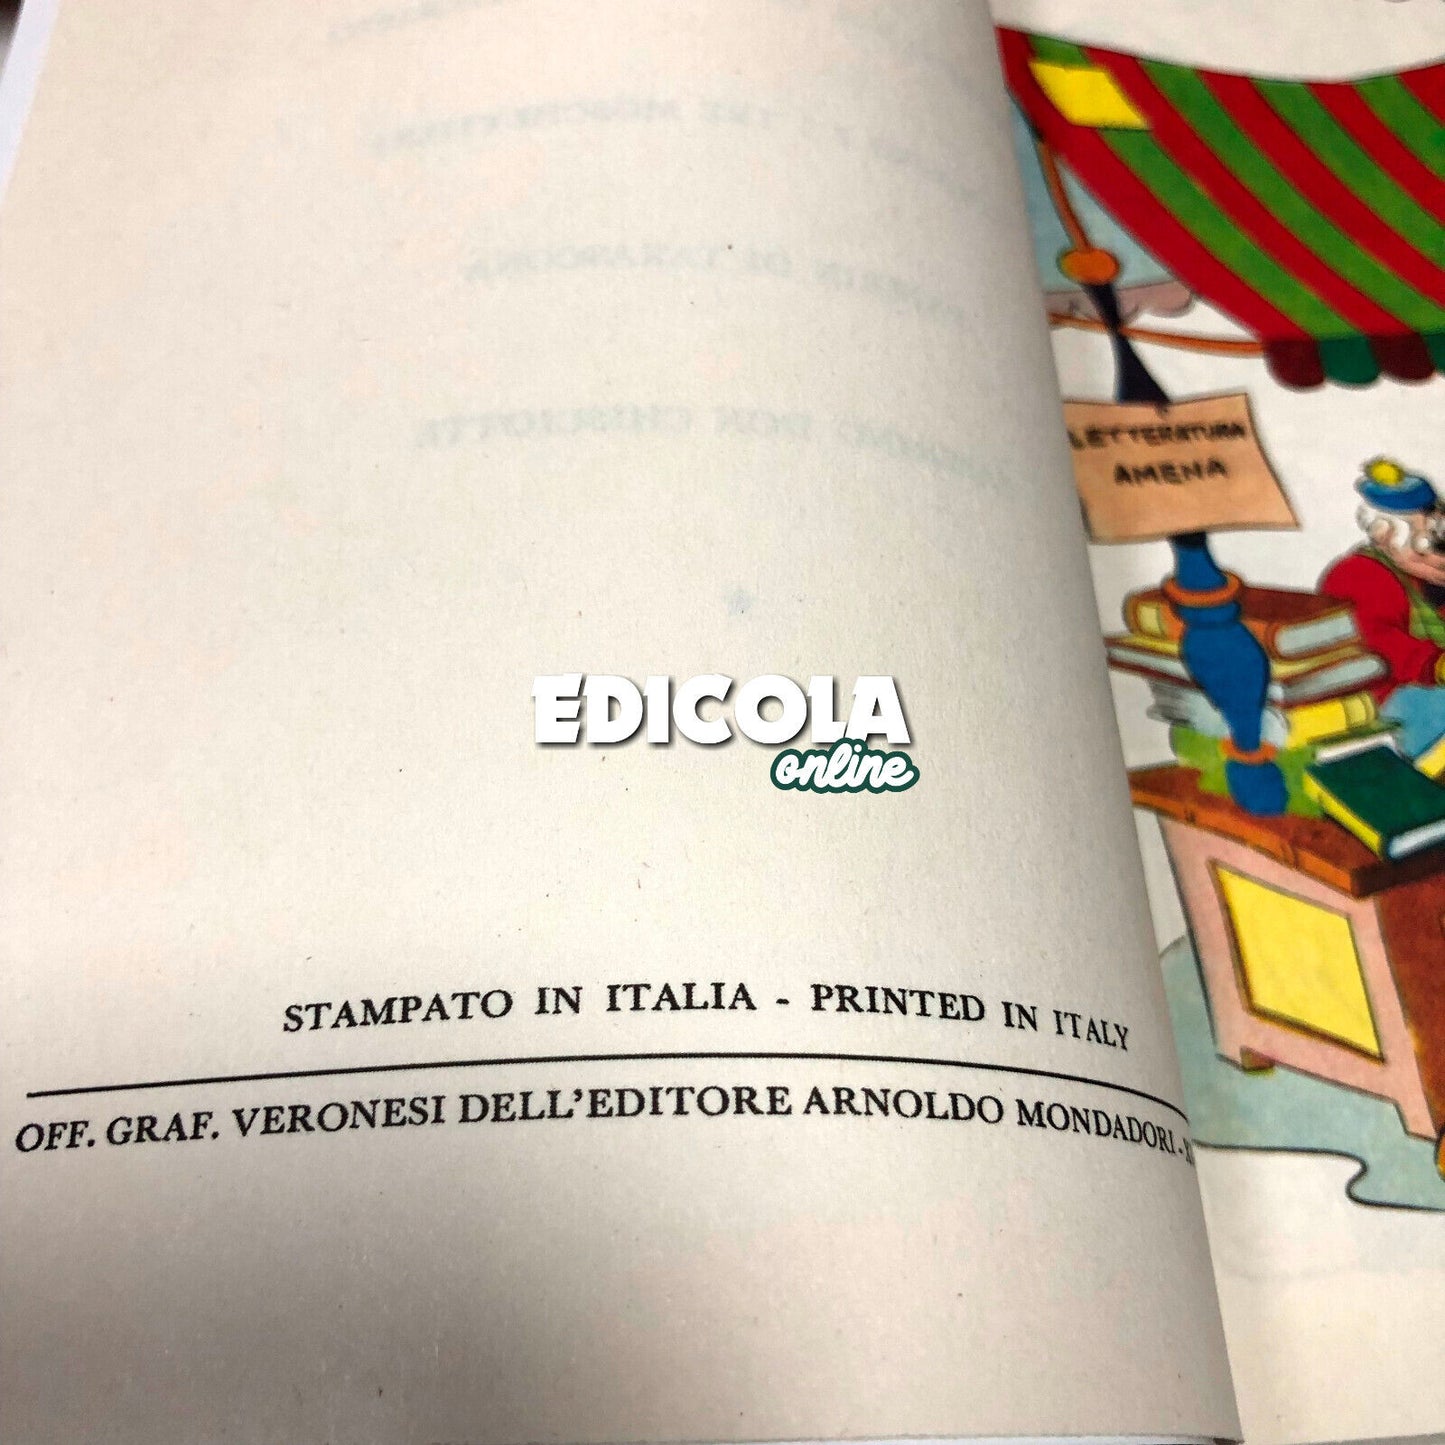 EDICOLA
online
STAMPATO IN ITALIA - PRINTED IN ITALY
OFF. GRAF. VERONESI DELL'EDITORE ARNOLDO MONDADORI -
LETTERATURA
AMENA